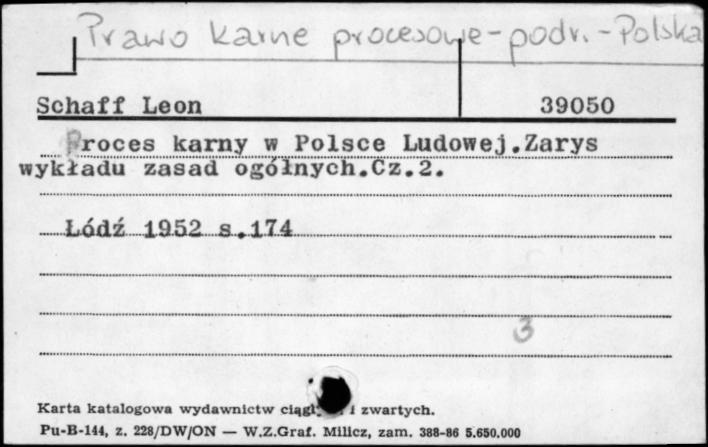 Prawo karne procesowe - podr. - Polska
Schaff Leon 39050
Proces karny w Polsce Ludowej.Zarys
wykładu zasad ogólnych.Cz.2.
Łódź 1952 s.174
3
Karta katalogowa wydawnictw i zwartych.
Pu-B-144, z. 228/DW/ON — W.Z.Graf. Milicz, zam. 388-86 5.650.000